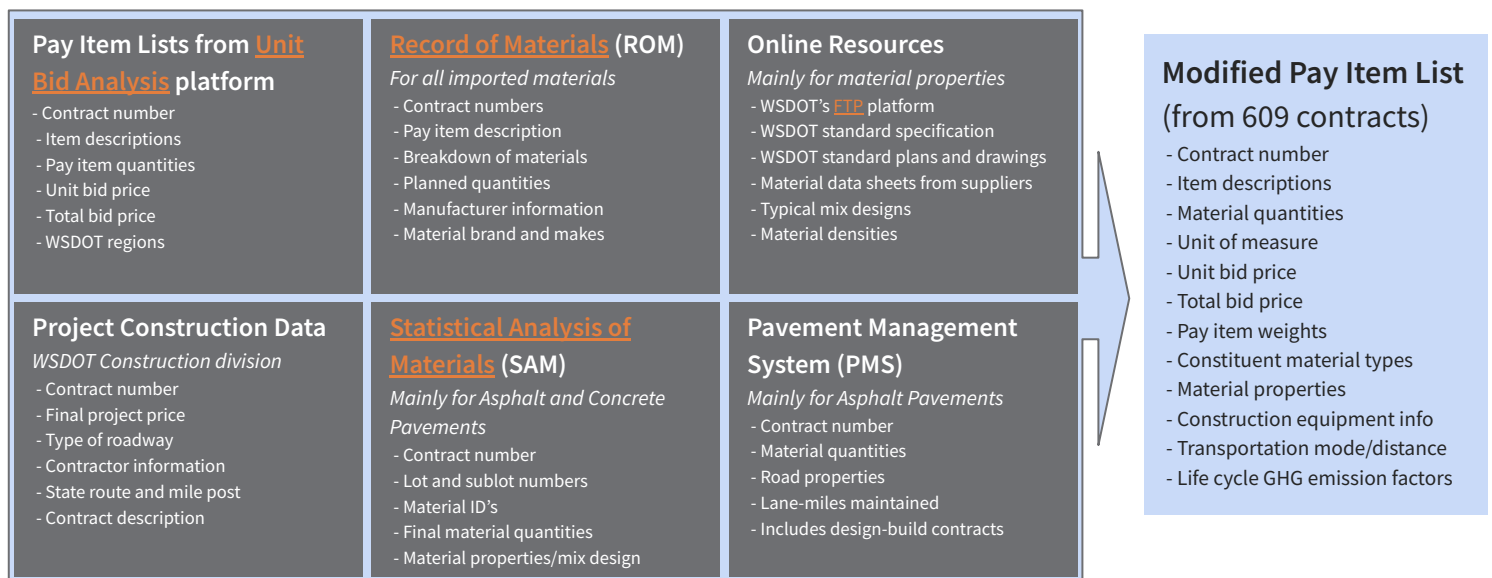 Pay Item Lists from Unit
Bid Analysis platform
- Contract number
- Item descriptions
- Pay item quantities
- Unit bid price
- Total bid price
- WSDOT regions
Record of Materials (ROM)
For all imported materials
- Contract numbers
- Pay item description
- Breakdown of materials
- Planned quantities
- Manufacturer information
- Material brand and makes
Online Resources
Mainly for material properties
- WSDOT's FTP platform
- WSDOT standard specification
- WSDOT standard plans and drawings
- Material data sheets from suppliers
- Typical mix designs
- Material densities
Project Construction Data
WSDOT Construction division
- Contract number
- Final project price
- Type of roadway
- Contractor information
- State route and mile post
- Contract description
Statistical Analysis of
Materials (SAM)
Mainly for Asphalt and Concrete
Pavements
- Contract number
- Lot and sublot numbers
- Material ID's
- Final material quantities
- Material properties/mix design
Pavement Management
System (PMS)
Mainly for Asphalt Pavements
- Contract number
- Material quantities
- Road properties
- Lane-miles maintained
- Includes design-build contracts
Modified Pay Item List
(from 609 contracts)
- Contract number
- Item descriptions
- Material quantities
- Unit of measure
- Unit bid price
- Total bid price
- Pay item weights
- Constituent material types
- Material properties
- Construction equipment info
- Transportation mode/distance
- Life cycle GHG emission factors